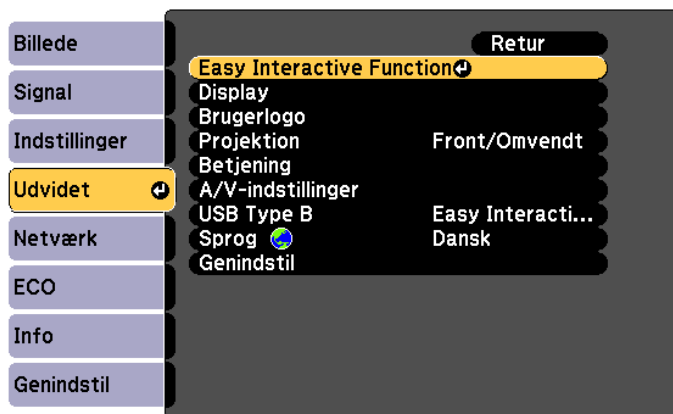 Billede
Signal
Indstillinger
Udvidet
Netværk
ECO
Info
Genindstil
Retur
Easy Interactive Function
Display
Brugerlogo
Projektion Front/Omvendt
Betjening
A/V-indstillinger
USB Type B Easy Interacti...
Sprog Dansk
Genindstil